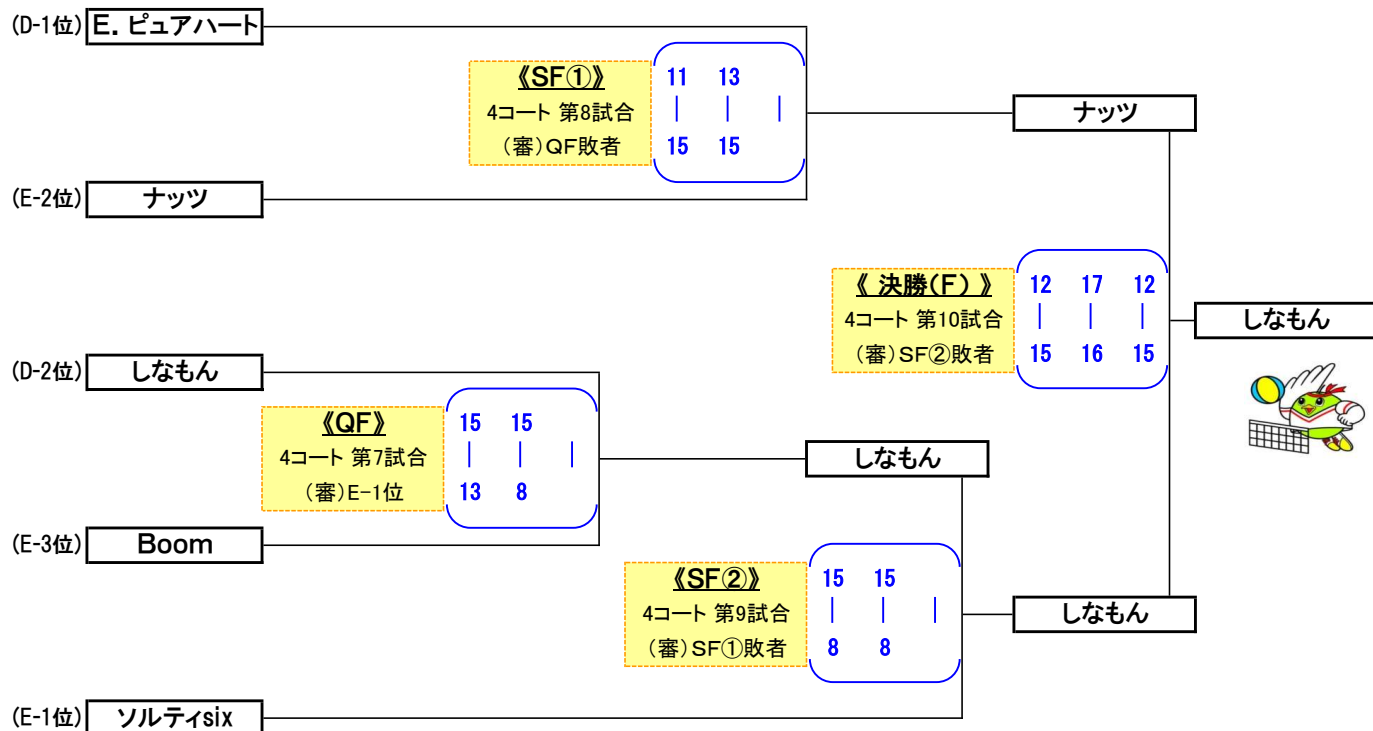 (D-1位) E．ピュアハート
《SF①》
4コート 第8試合
（審）QF敗者
11 13
| | |
15 15
ナッツ
(E-2位) ナッツ
《 決勝(F) 》
4コート 第10試合
（審）SF②敗者
12 17 12
| | |
15 16 15
しなもん
(D-2位) しなもん
《QF》
4コート 第7試合
（審）E-1位
15 15
| | |
13 8
しなもん
(E-3位) Boom
《SF②》
4コート 第9試合
（審）SF①敗者
15 15
| | |
8 8
しなもん
(E-1位) ソルティsix